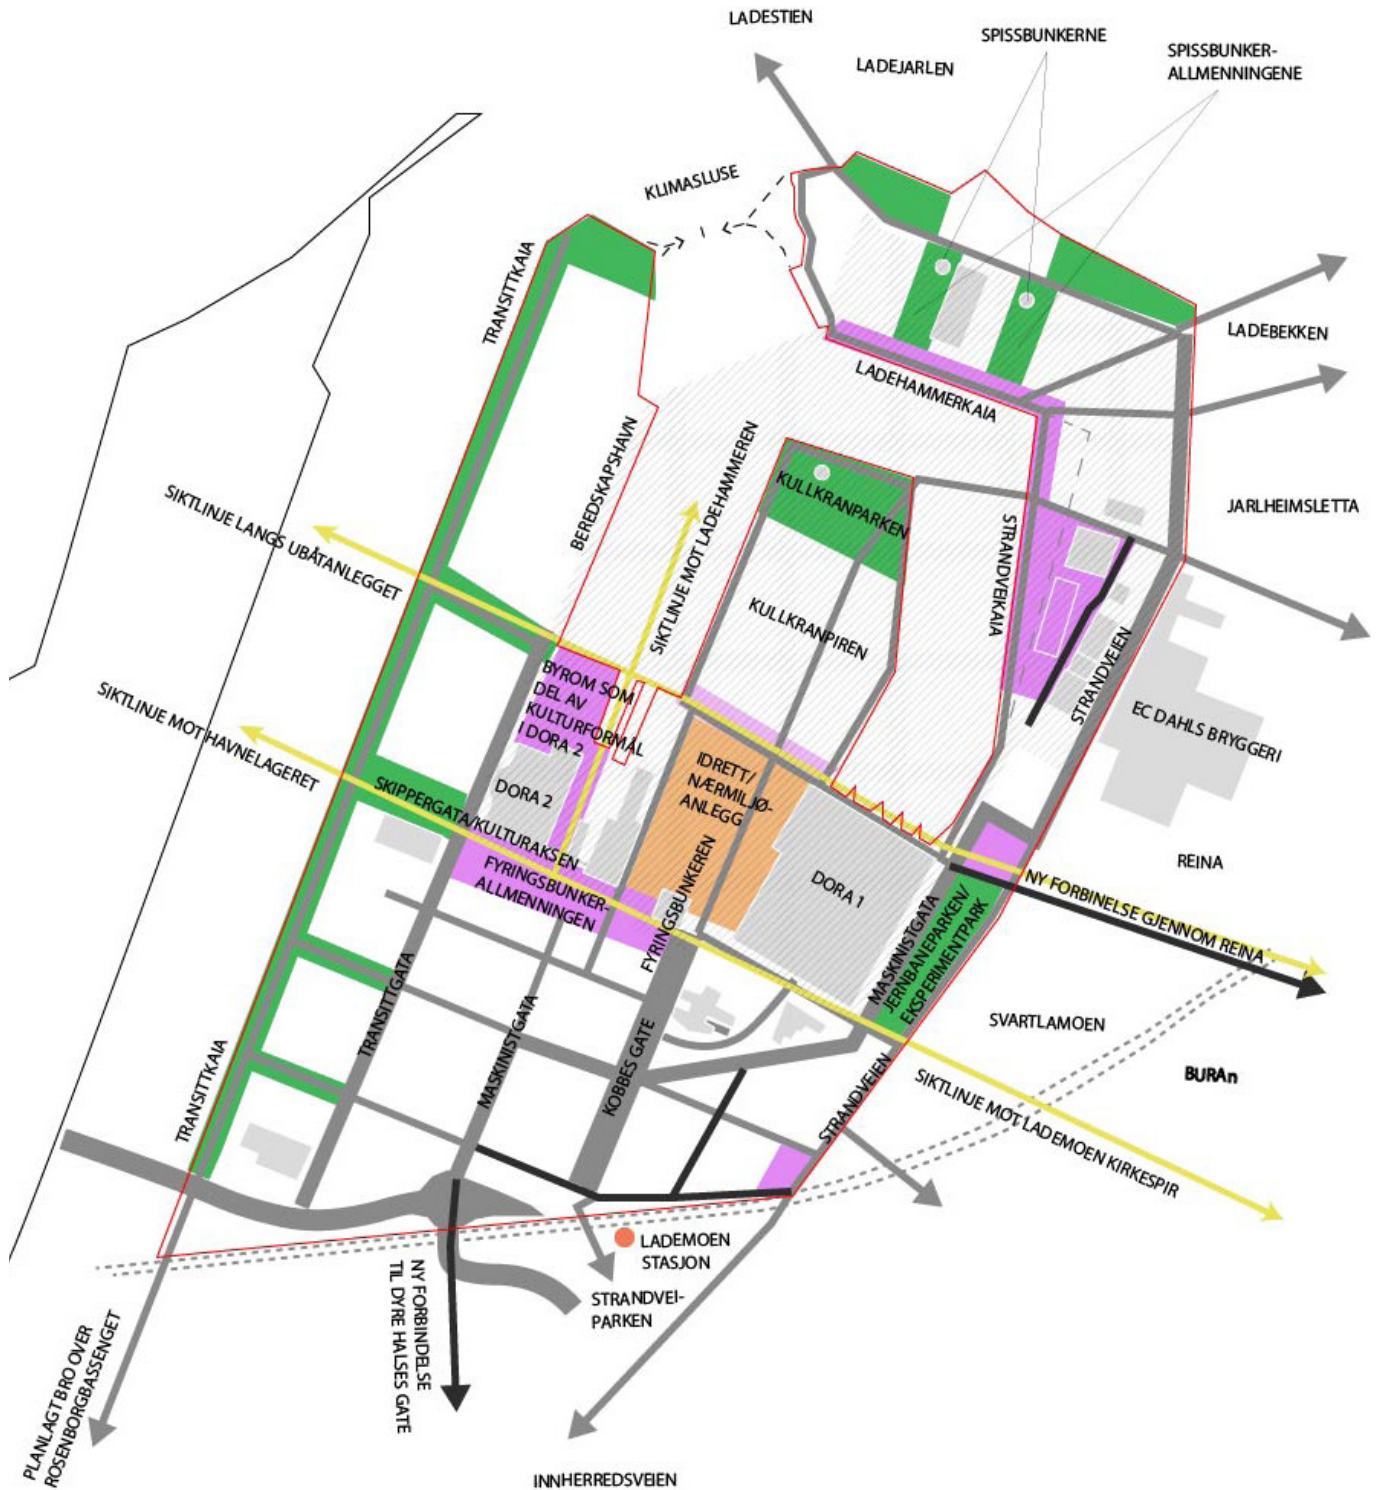 LADESTIEN
SPISSBUNKERNE
LADEJARLEN
SPISSBUNKER-
ALLMENNINGENE
KLIMASLUSE
TRANSITTKAIA
LADEBEKKEN
LADEHAMMERKAIA
BEREDSKAPSHAVN
SIKTLINJE MOT LADEHAMMEREN
KULLKRANPARKEN
SIKTLINJE LANGS UBÅTANLEGGET
JARLHEIMSLETTA
STRANDVEIKAIA
KULLKRANPIREN
STRANDVEIEN
BYROM SOM
DEL AV
KULTURFORMÅL
I DORA 2
SIKTLINJE MOT HAVNELAGERET
EC DAHLS BRYGGERI
IDRETT/
NÆRMILJØ-
ANLEGG
DORA 2
SKIPPERGATA/KULTURAKSEN
FYRINGSBUNKER-
ALLMENNINGEN
FYRINGSBUNKEREN
DORA 1
REINA
NY FORBINELSE GJENNOM REINA
MASKINISTGATA
JERNBANEPARKEN/
EKSPERIMENTPARK
SVARTLAMOEN
BURAn
TRANSITTGATA
MASKINISTGATA
KOBBES GATE
TRANSITTKAIA
STRANDVEIEN
SIKTLINJE MOT LADEMOEN KIRKESPIR
LADEMOEN
STASJON
STRANDVEI-
PARKEN
NY FORBINDELSE
TIL DYRE HALSES GATE
PLANLAGT BRO OVER
ROSENBORGBASSENGET
INNHERREDSVEIEN